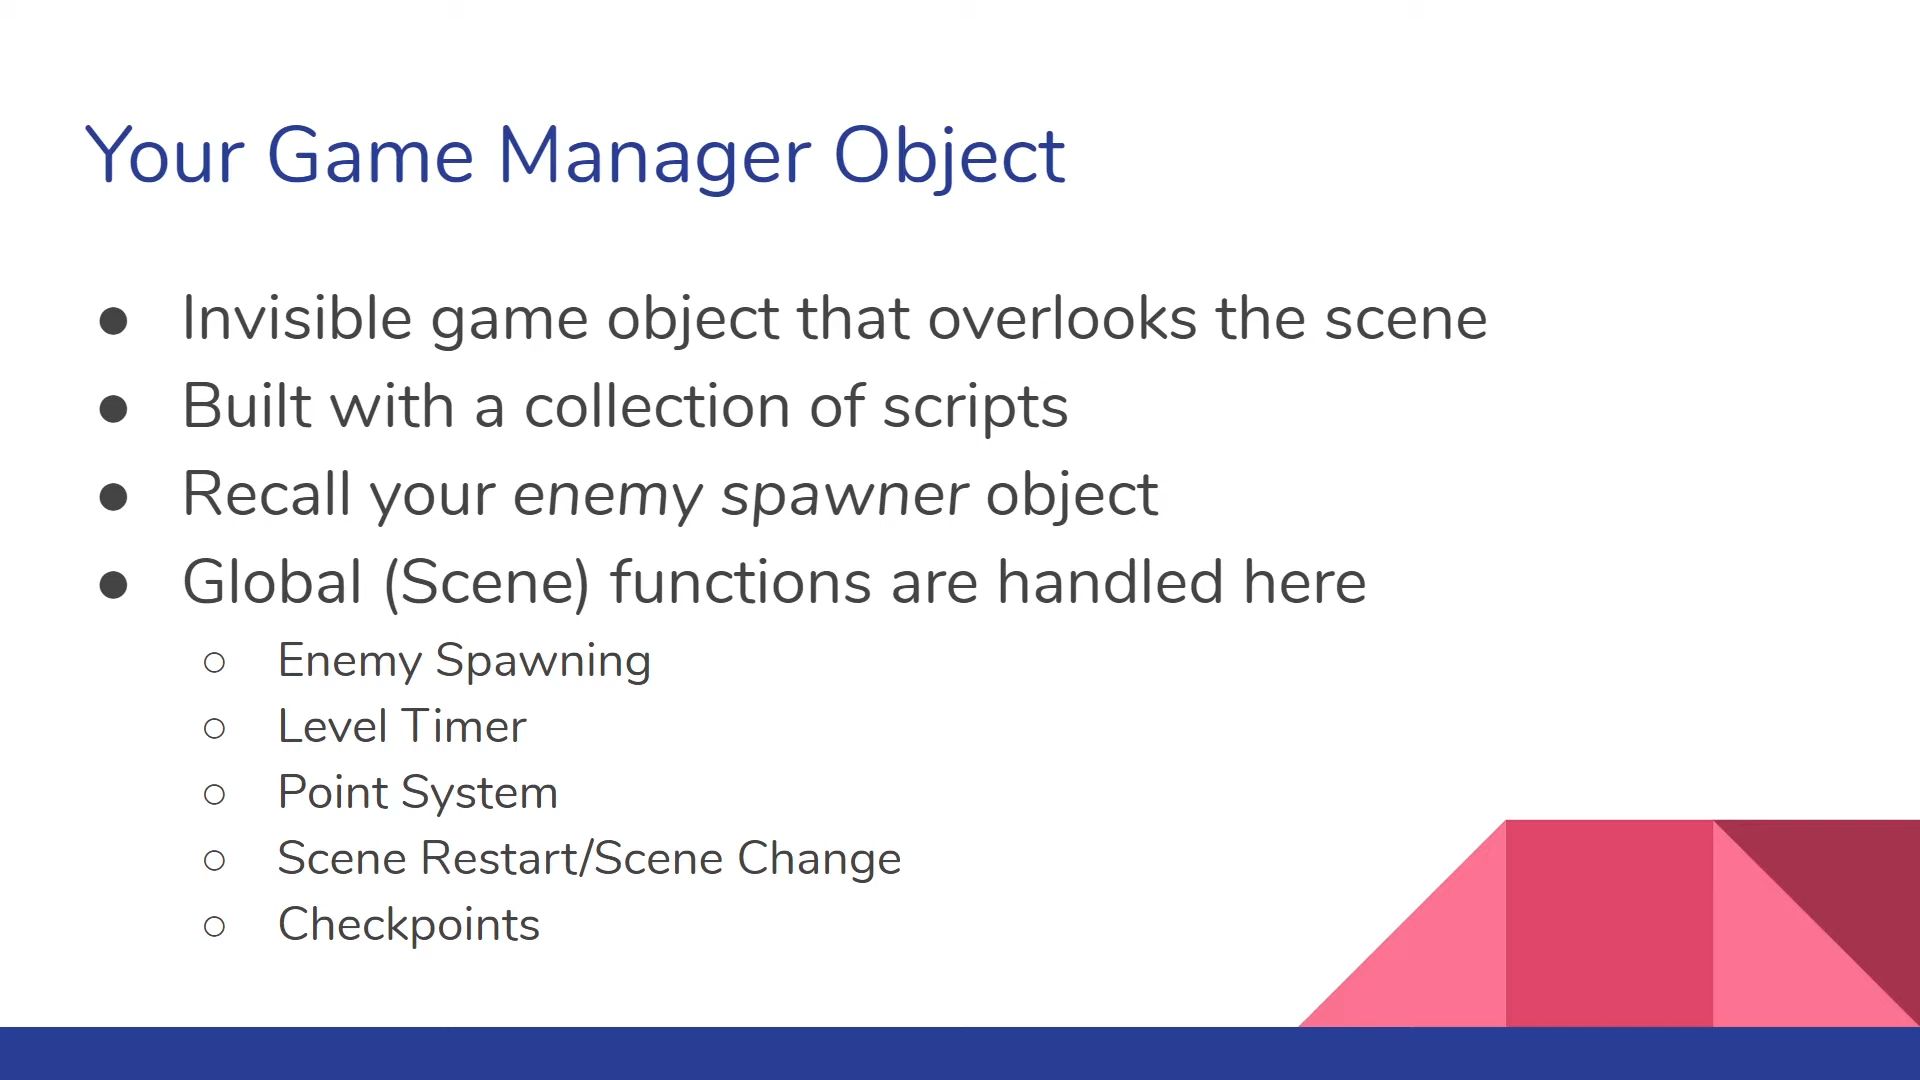 Your Game Manager Object
● Invisible game object that overlooks the scene
● Built with a collection of scripts
● Recall your enemy spawner object
● Global (Scene) functions are handled here
○ Enemy Spawning
○ Level Timer
○ Point System
○ Scene Restart/Scene Change
○ Checkpoints